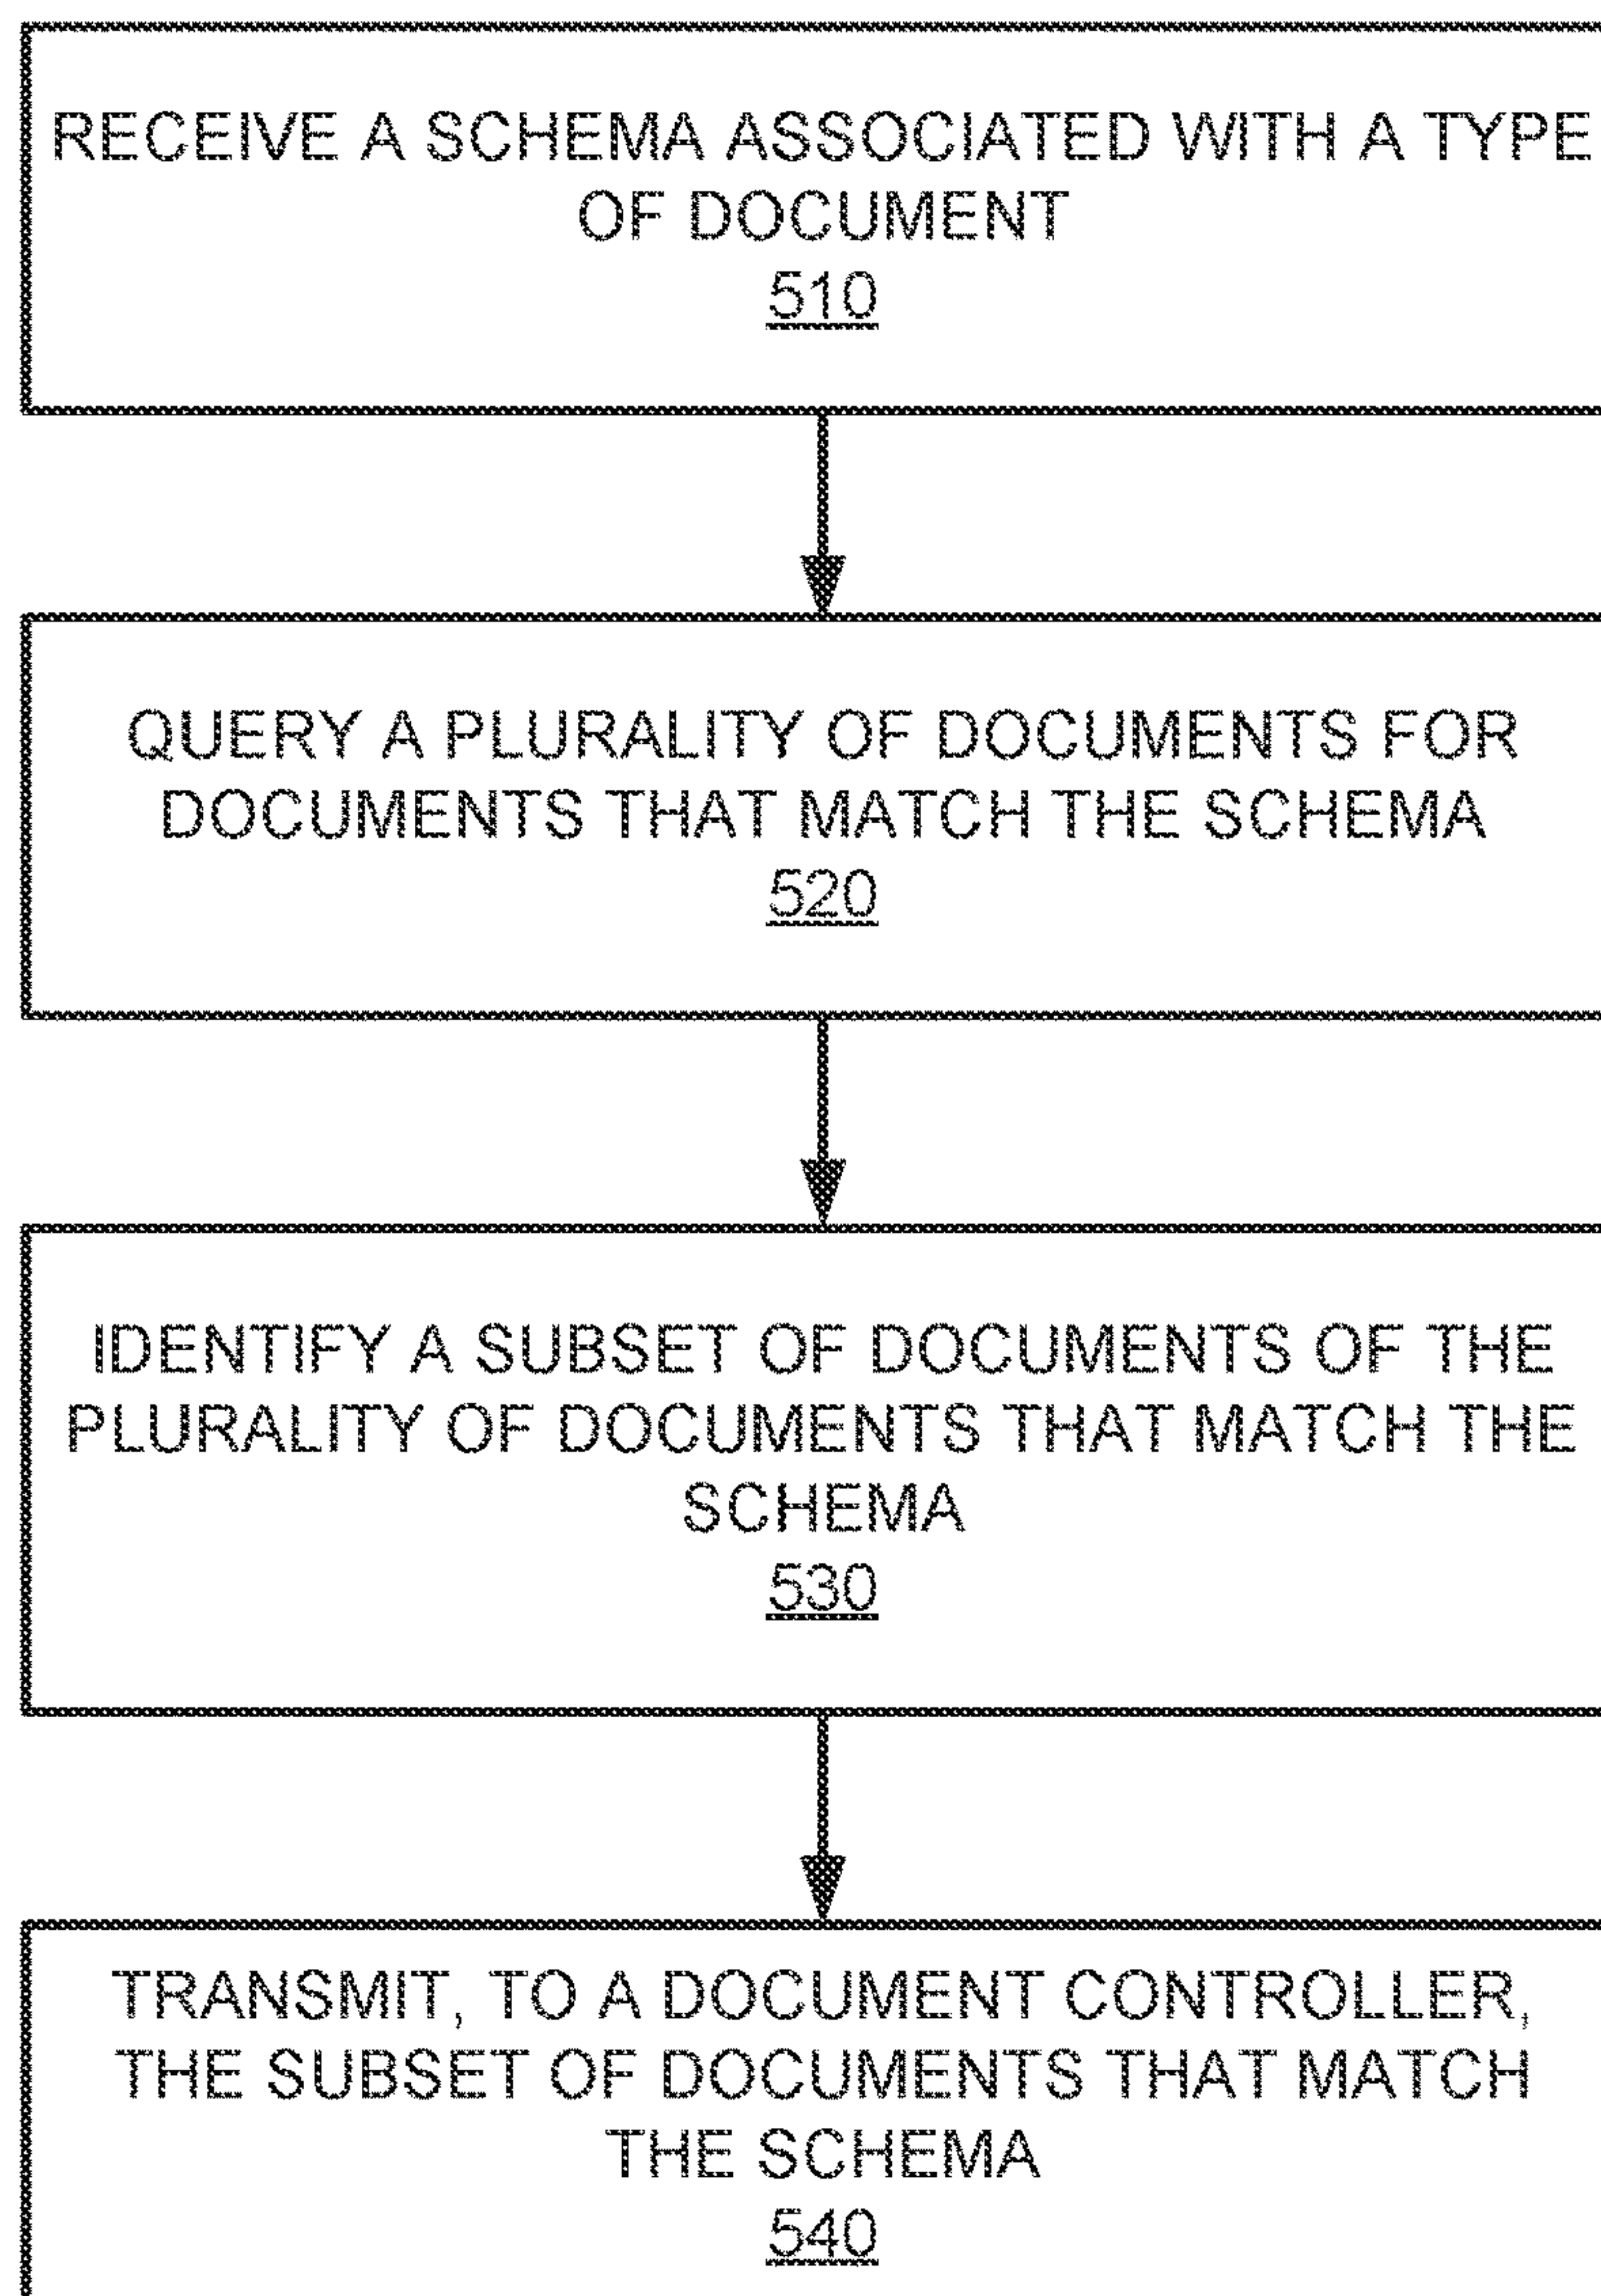 RECEIVE A SCHEMA ASSOCIATED WITH A TYPE
OF DOCUMENT
510
QUERY A PLURALITY OF DOCUMENTS FOR
DOCUMENTS THAT MATCH THE SCHEMA
520
IDENTIFY A SUBSET OF DOCUMENTS OF THE
PLURALITY OF DOCUMENTS THAT MATCH THE
SCHEMA
530
TRANSMIT, TO A DOCUMENT CONTROLLER,
THE SUBSET OF DOCUMENTS THAT MATCH
THE SCHEMA
540